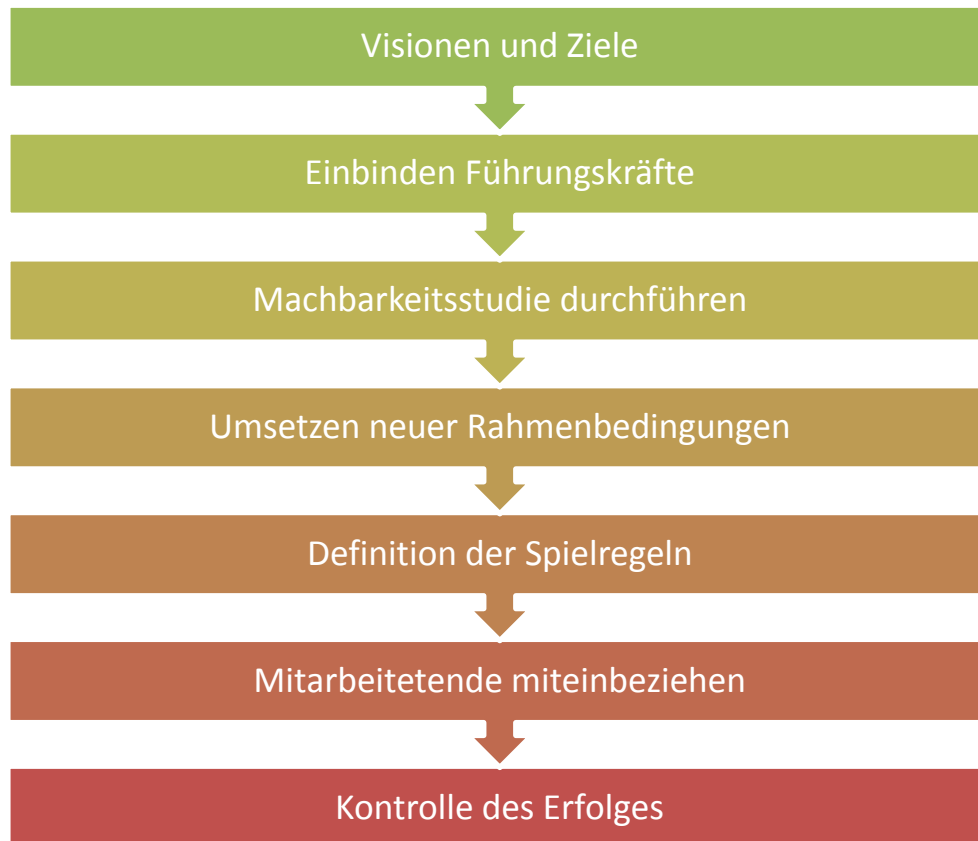 Visionen und Ziele
Einbinden Führungskräfte
Machbarkeitsstudie durchführen
Umsetzen neuer Rahmenbedingungen
Definition der Spielregeln
Mitarbeitetende miteinbeziehen
Kontrolle des Erfolges